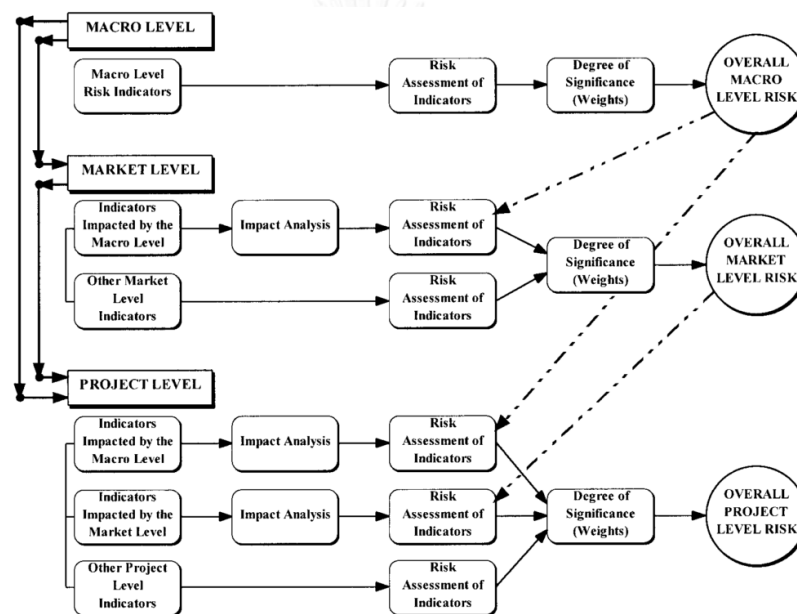 MACRO LEVEL
Macro Level
Risk Indicators
Risk
Assessment of
Indicators
Degree of
Significance
(Weights)
OVERALL
MACRO
LEVEL RISK
MARKET LEVEL
Indicators
Impacted by the
Macro Level
Impact Analysis
Risk
Assessment of
Indicators
Other Market
Level
Indicators
Risk
Assessment of
Indicators
Degree of
Significance
(Weights)
OVERALL
MARKET
LEVEL RISK
PROJECT LEVEL
Indicators
Impacted by the
Macro Level
Impact Analysis
Risk
Assessment of
Indicators
Indicators
Impacted by the
Market Level
Impact Analysis
Risk
Assessment of
Indicators
Other Project
Level
Indicators
Risk
Assessment of
Indicators
Degree of
Significance
(Weights)
OVERALL
PROJECT
LEVEL RISK